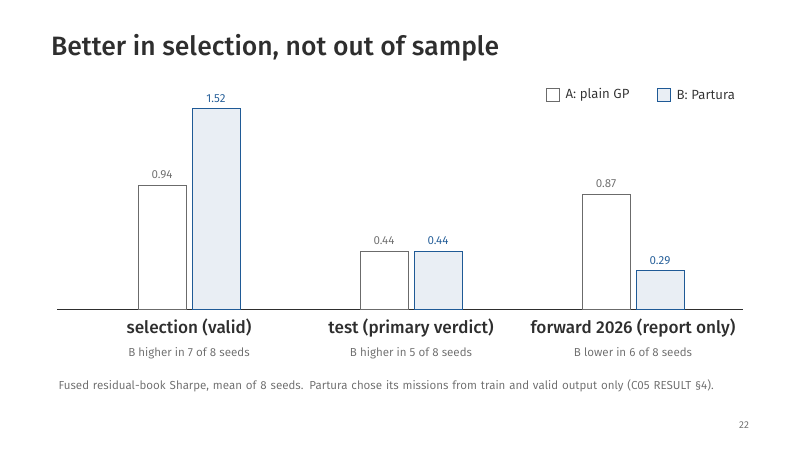 Better in selection, not out of sample
A: plain GP
B: Partura
1.52
0.94
0.44
0.44
0.87
0.29
selection (valid)
test (primary verdict)
forward 2026 (report only)
B higher in 7 of 8 seeds
B higher in 5 of 8 seeds
B lower in 6 of 8 seeds
Fused residual-book Sharpe, mean of 8 seeds. Partura chose its missions from train and valid output only (C05 RESULT §4).
22